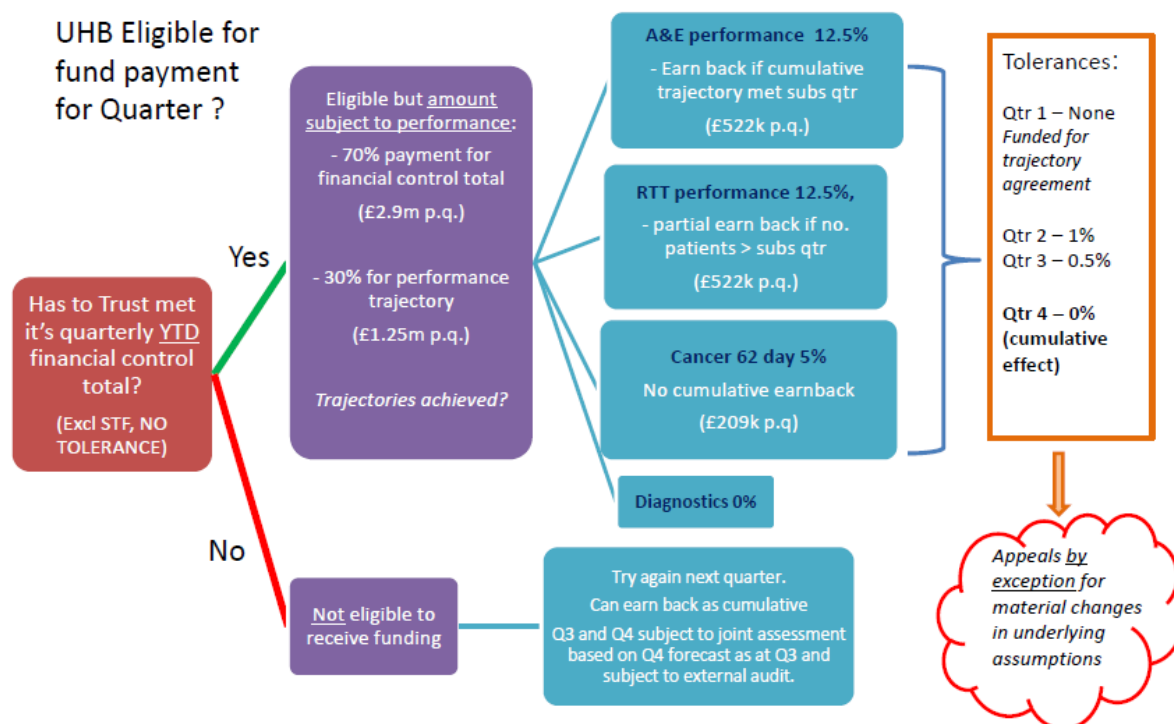 UHB Eligible for
fund payment
for Quarter ?
Has to Trust met
it's quarterly YTD
financial control
total?
(Excl STF, NO
TOLERANCE)
Yes
No
Eligible but amount
subject to performance:
- 70% payment for
financial control total
(£2.9m p.q.)
- 30% for performance
trajectory
(£1.25m p.q.)
Trajectories achieved?
Not eligible to
receive funding
A&E performance 12.5%
- Earn back if cumulative
trajectory met subs qtr
(£522k p.q.)
RTT performance 12.5%,
- partial earn back if no.
patients > subs qtr
(£522k p.q.)
Cancer 62 day 5%
No cumulative earnback
(£209k p.q)
Diagnostics 0%
Try again next quarter.
Can earn back as cumulative
Q3 and Q4 subject to joint assessment
based on Q4 forecast as at Q3 and
subject to external audit.
Tolerances:
Qtr 1 – None
Funded for
trajectory
agreement
Qtr 2 – 1%
Qtr 3 – 0.5%
Qtr 4 – 0%
(cumulative
effect)
Appeals by
exception for
material changes
in underlying
assumptions